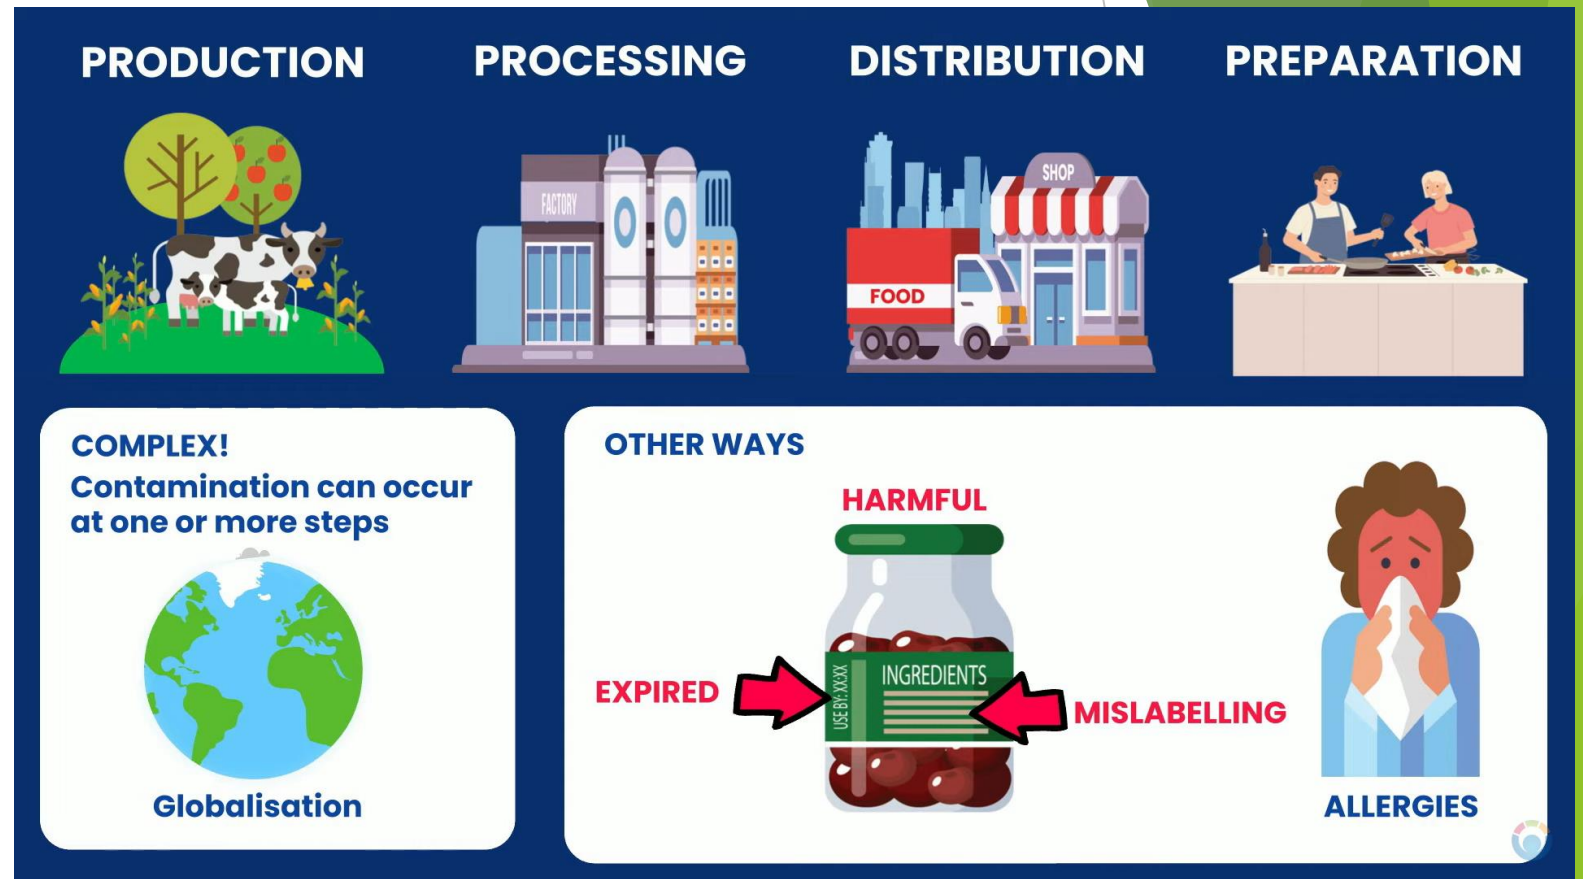 PRODUCTION
PROCESSING
DISTRIBUTION
PREPARATION
FACTORY
SHOP
FOOD
COMPLEX!
Contamination can occur
at one or more steps
Globalisation
OTHER WAYS
HARMFUL
INGREDIENTS
USE BY: XX:XX
EXPIRED
MISLABELLING
ALLERGIES